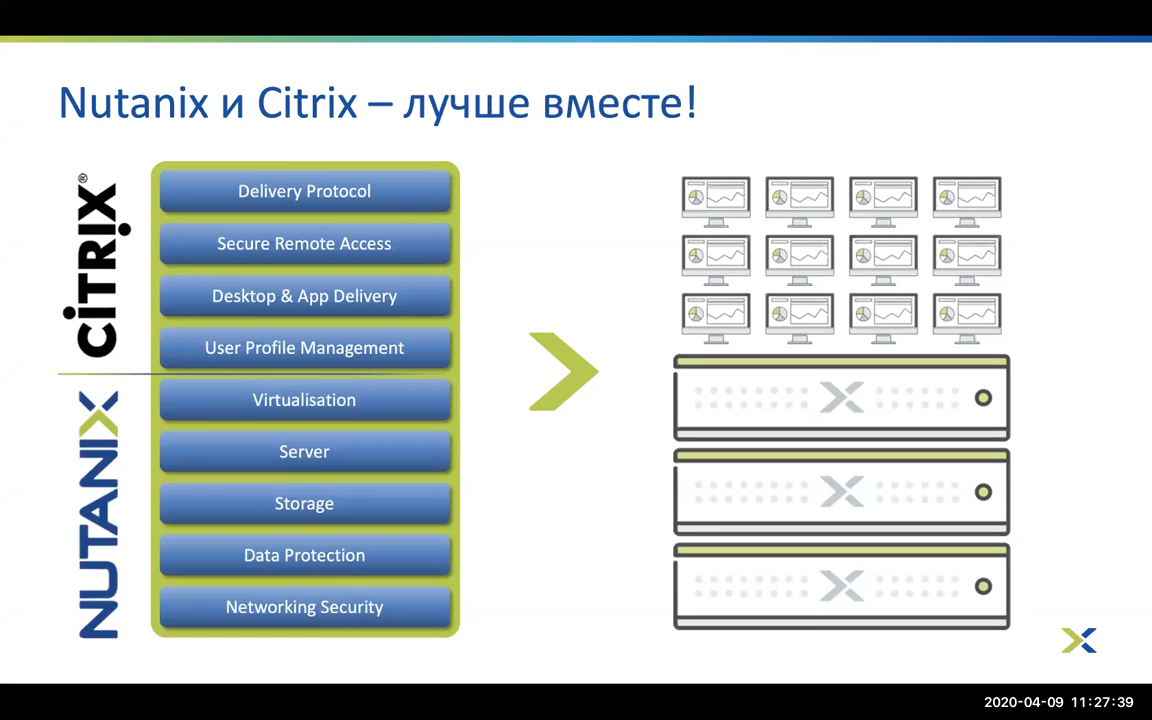 Nutanix и Citrix – лучше вместе!
CITRIX®
Delivery Protocol
Secure Remote Access
Desktop & App Delivery
User Profile Management
NUTANIX
Virtualisation
Server
Storage
Data Protection
Networking Security
2020-04-09 11:27:39